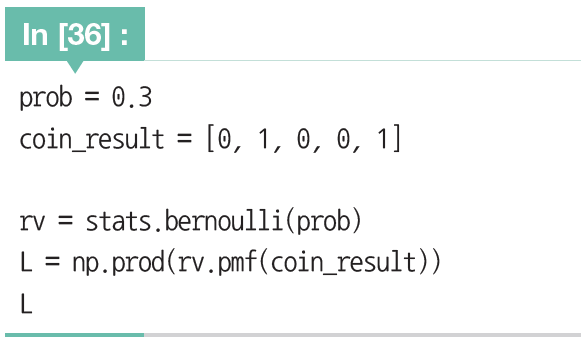 In [36] :
prob = 0.3
coin_result = [0, 1, 0, 0, 1]
rv = stats.bernoulli(prob)
L = np.prod(rv.pmf(coin_result))
L